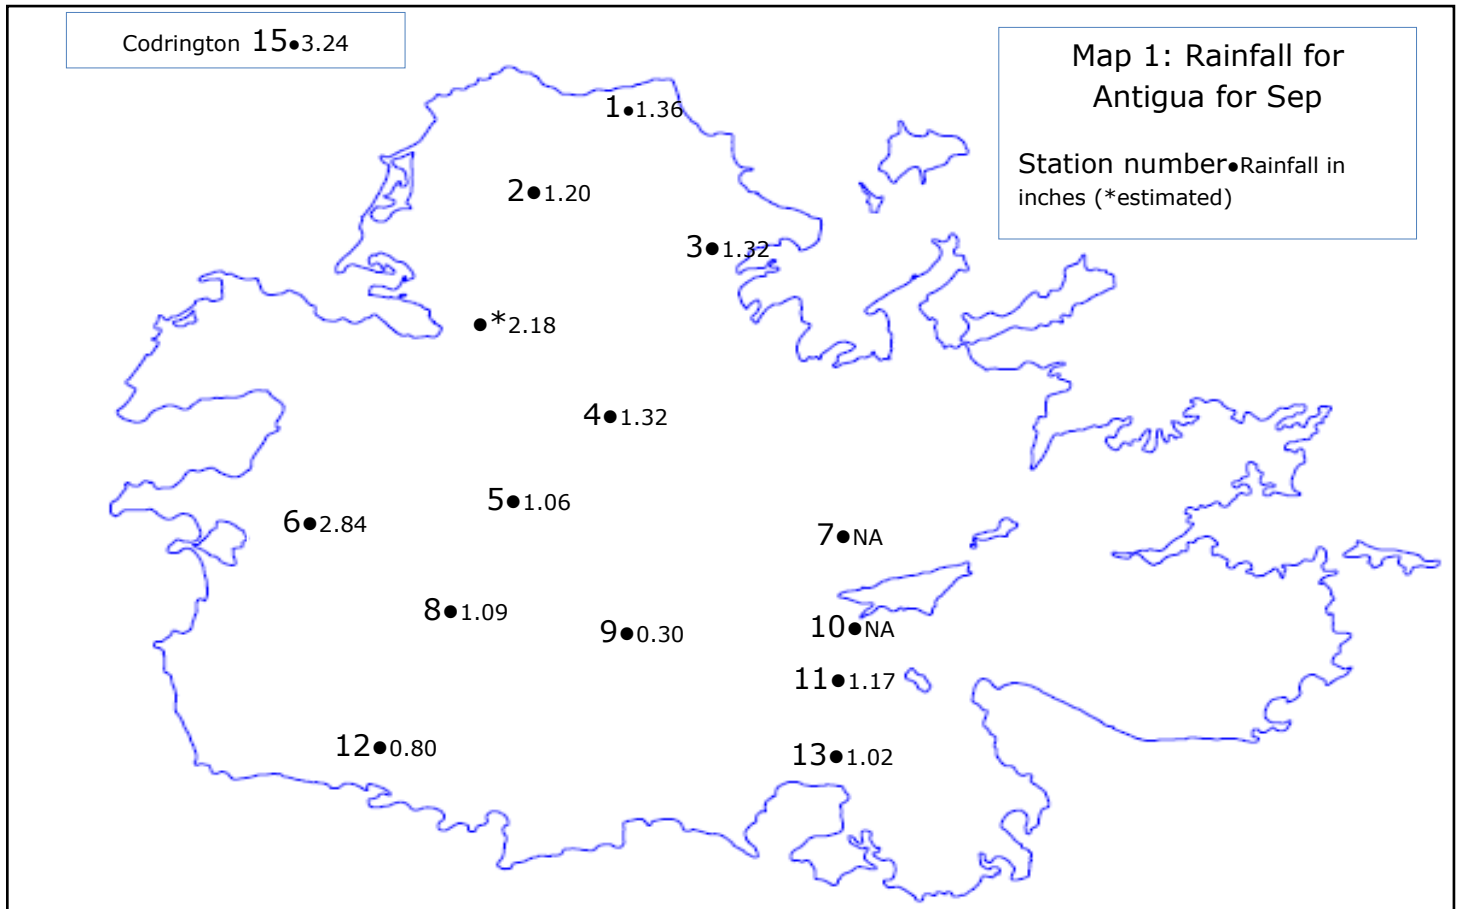 Codrington 15●3.24
Map 1: Rainfall for
Antigua for Sep
Station number●Rainfall in
inches (*estimated)
1●1.36
2●1.20
3●1.32
●*2.18
4●1.32
5●1.06
6●2.84
7●NA
8●1.09
9●0.30
10●NA
11●1.17
12●0.80
13●1.02